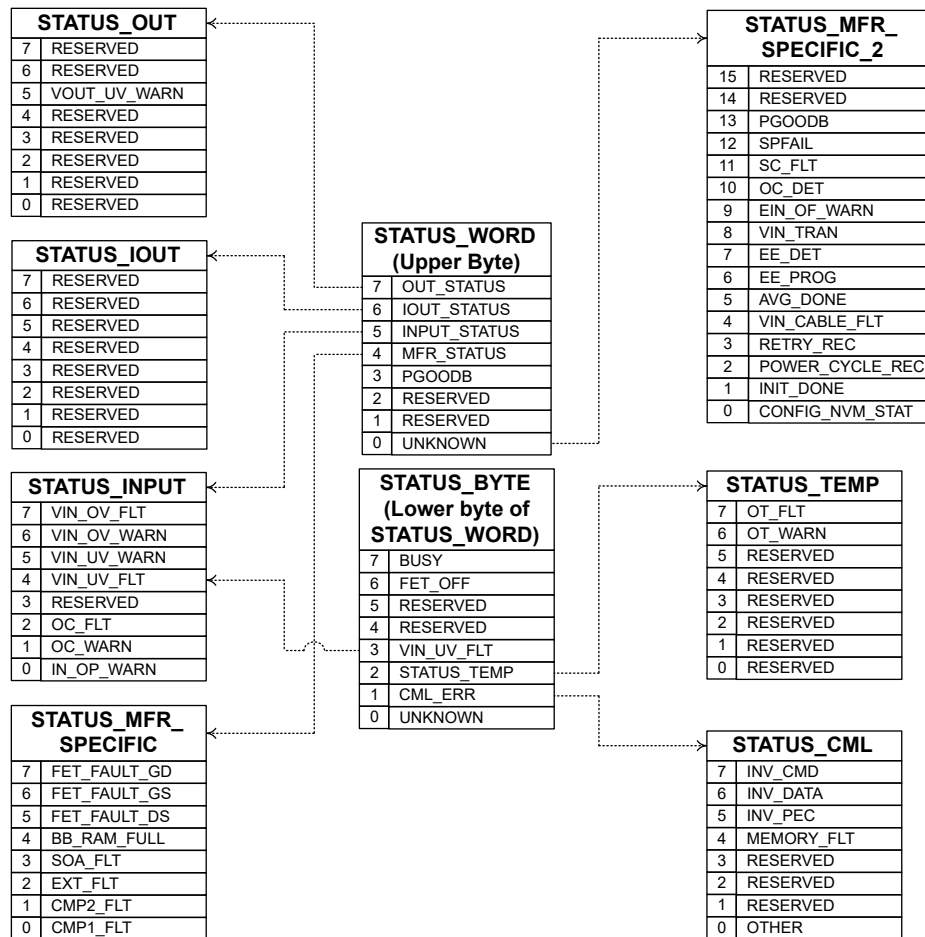 STATUS_OUT
7 RESERVED
6 RESERVED
5 VOUT_UV_WARN
4 RESERVED
3 RESERVED
2 RESERVED
1 RESERVED
0 RESERVED
STATUS_IOUT
7 RESERVED
6 RESERVED
5 RESERVED
4 RESERVED
3 RESERVED
2 RESERVED
1 RESERVED
0 RESERVED
STATUS_INPUT
7 VIN_OV_FLT
6 VIN_OV_WARN
5 VIN_UV_WARN
4 VIN_UV_FLT
3 RESERVED
2 OC_FLT
1 OC_WARN
0 IN_OP_WARN
STATUS_MFR_
SPECIFIC
7 FET_FAULT_GD
6 FET_FAULT_GS
5 FET_FAULT_DS
4 BB_RAM_FULL
3 SOA_FLT
2 EXT_FLT
1 CMP2_FLT
0 CMP1_FLT
STATUS_WORD
(Upper Byte)
7 OUT_STATUS
6 IOUT_STATUS
5 INPUT_STATUS
4 MFR_STATUS
3 PGOODB
2 RESERVED
1 RESERVED
0 UNKNOWN
STATUS_BYTE
(Lower byte of
STATUS_WORD)
7 BUSY
6 FET_OFF
5 RESERVED
4 RESERVED
3 VIN_UV_FLT
2 STATUS_TEMP
1 CML_ERR
0 UNKNOWN
STATUS_MFR_
SPECIFIC_2
15 RESERVED
14 RESERVED
13 PGOODB
12 SPFAIL
11 SC_FLT
10 OC_DET
9 EIN_OF_WARN
8 VIN_TRAN
7 EE_DET
6 EE_PROG
5 AVG_DONE
4 VIN_CABLE_FLT
3 RETRY_REC
2 POWER_CYCLE_REC
1 INIT_DONE
0 CONFIG_NVM_STAT
STATUS_TEMP
7 OT_FLT
6 OT_WARN
5 RESERVED
4 RESERVED
3 RESERVED
2 RESERVED
1 RESERVED
0 RESERVED
STATUS_CML
7 INV_CMD
6 INV_DATA
5 INV_PEC
4 MEMORY_FLT
3 RESERVED
2 RESERVED
1 RESERVED
0 OTHER